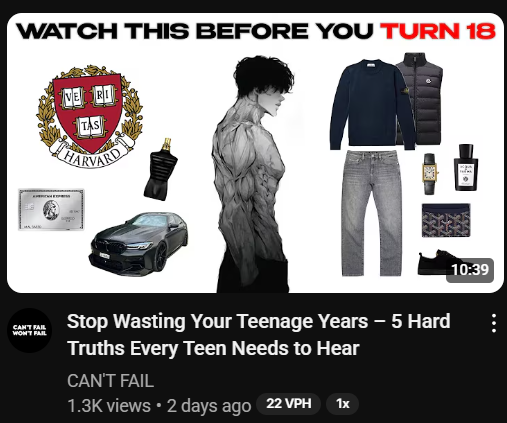 WATCH THIS BEFORE YOU TURN 18
VE RI
TAS
HARVARD
AMERICAN EXPRESS
10:39
CAN'T FAIL
WON'T FAIL
Stop Wasting Your Teenage Years – 5 Hard
Truths Every Teen Needs to Hear
CAN'T FAIL
1.3K views • 2 days ago 22 VPH 1x